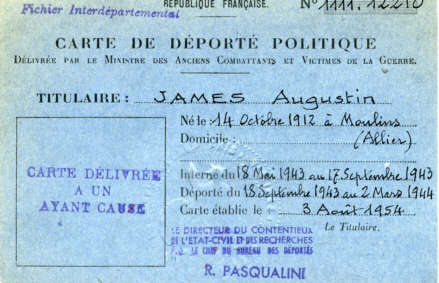 RÉPUBLIQUE FRANÇAISE.
Fichier Interdépartemental
N° 1111.12210
CARTE DE DÉPORTÉ POLITIQUE
DÉLIVRÉE PAR LE MINISTRE DES ANCIENS COMBATTANTS ET VICTIMES DE LA GUERRE.
TITULAIRE : JAMES Augustin
Né le : 14 Octobre 1912 à Moulins
Domicile : (Allier)
Interné du 18 Mai 1943 au 17 Septembre 1943
Déporté du 18 Septembre 1943 au 2 Mars 1944
Carte établie le 3 Août 1954
Le Titulaire.
CARTE DÉLIVRÉE
A UN
AYANT CAUSE
LE DIRECTEUR DU CONTENTIEUX
DE L'ETAT-CIVIL ET DES RECHERCHES
P.O. LE CHEF DU BUREAU DES DÉPORTÉS
R. PASQUALINI